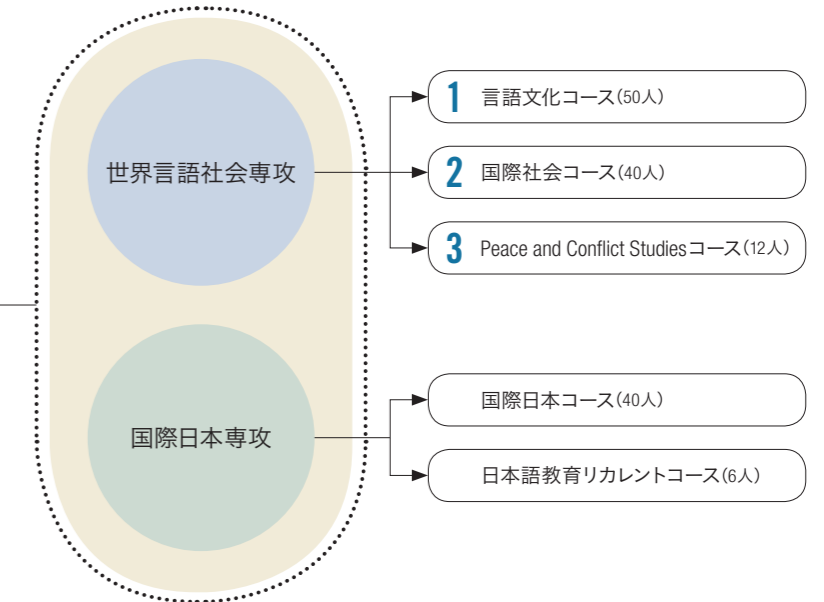 世界言語社会専攻
1 言語文化コース(50人)
2 国際社会コース(40人)
3 Peace and Conflict Studiesコース(12人)
国際日本専攻
国際日本コース(40人)
日本語教育リカレントコース(6人)